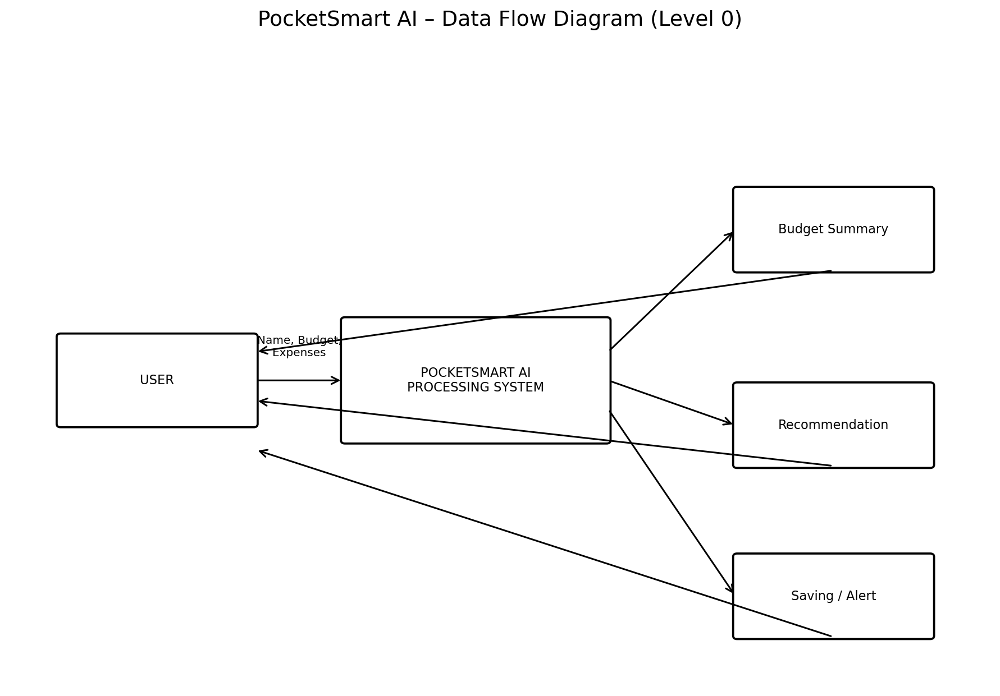 PocketSmart AI – Data Flow Diagram (Level 0)
Budget Summary
Name, Budget,
Expenses
USER
POCKETSMART AI
PROCESSING SYSTEM
Recommendation
Saving / Alert